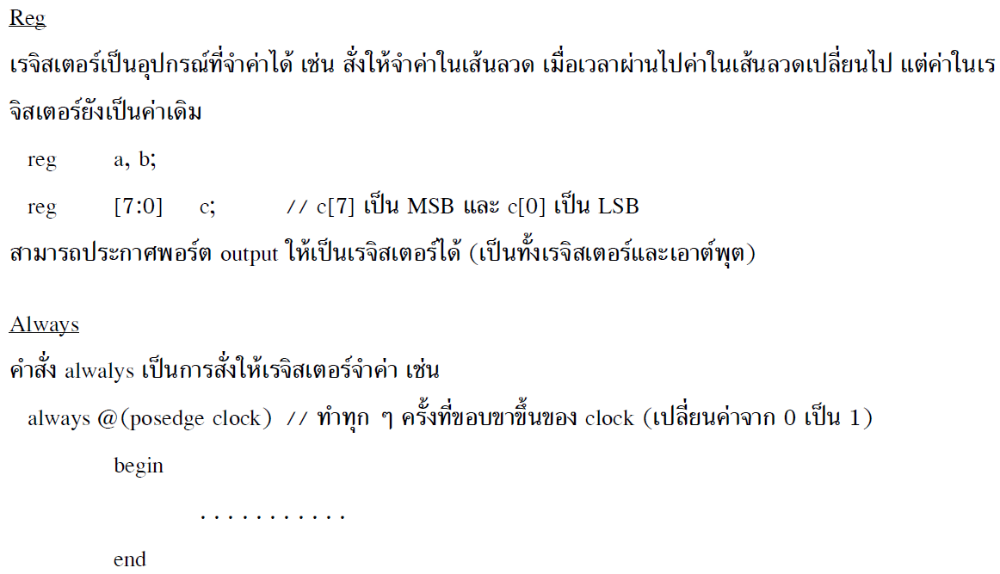 Reg
เรจิสเตอร์เป็นอุปกรณ์ที่จำค่าได้ เช่น สั่งให้จำค่าในเส้นลวด เมื่อเวลาผ่านไปค่าในเส้นลวดเปลี่ยนไป แต่ค่าในเร
จิสเตอร์ยังเป็นค่าเดิม
reg a, b;
reg [7:0] c; // c[7] เป็น MSB และ c[0] เป็น LSB
สามารถประกาศพอร์ต output ให้เป็นเรจิสเตอร์ได้ (เป็นทั้งเรจิสเตอร์และเอาต์พุต)
Always
คำสั่ง alwalys เป็นการสั่งให้เรจิสเตอร์จำค่า เช่น
always @(posedge clock) // ทำทุก ๆ ครั้งที่ขอบขาขึ้นของ clock (เปลี่ยนค่าจาก 0 เป็น 1)
begin
. . . . . . . . . . .
end